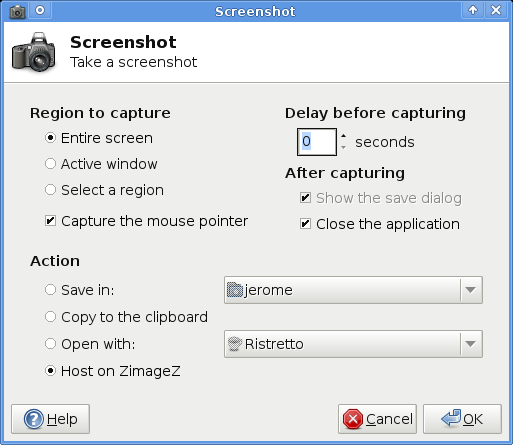 Screenshot
Screenshot
Take a screenshot
Region to capture
Entire screen
Active window
Select a region
Capture the mouse pointer
Delay before capturing
0 seconds
After capturing
Show the save dialog
Close the application
Action
Save in: jerome
Copy to the clipboard
Open with: Ristretto
Host on ZimageZ
Help Cancel OK